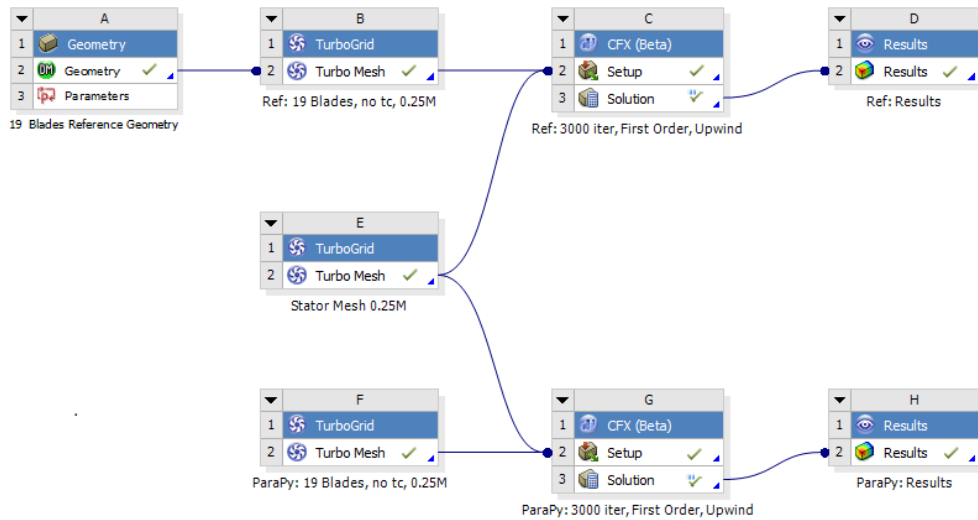 A
1 Geometry
2 DM Geometry
3 Parameters
19 Blades Reference Geometry
B
1 TurboGrid
2 Turbo Mesh
Ref: 19 Blades, no tc, 0.25M
C
1 CFX (Beta)
2 Setup
3 Solution
Ref: 3000 iter, First Order, Upwind
D
1 Results
2 Results
Ref: Results
E
1 TurboGrid
2 Turbo Mesh
Stator Mesh 0.25M
F
1 TurboGrid
2 Turbo Mesh
ParaPy: 19 Blades, no tc, 0.25M
G
1 CFX (Beta)
2 Setup
3 Solution
ParaPy: 3000 iter, First Order, Upwind
H
1 Results
2 Results
ParaPy: Results